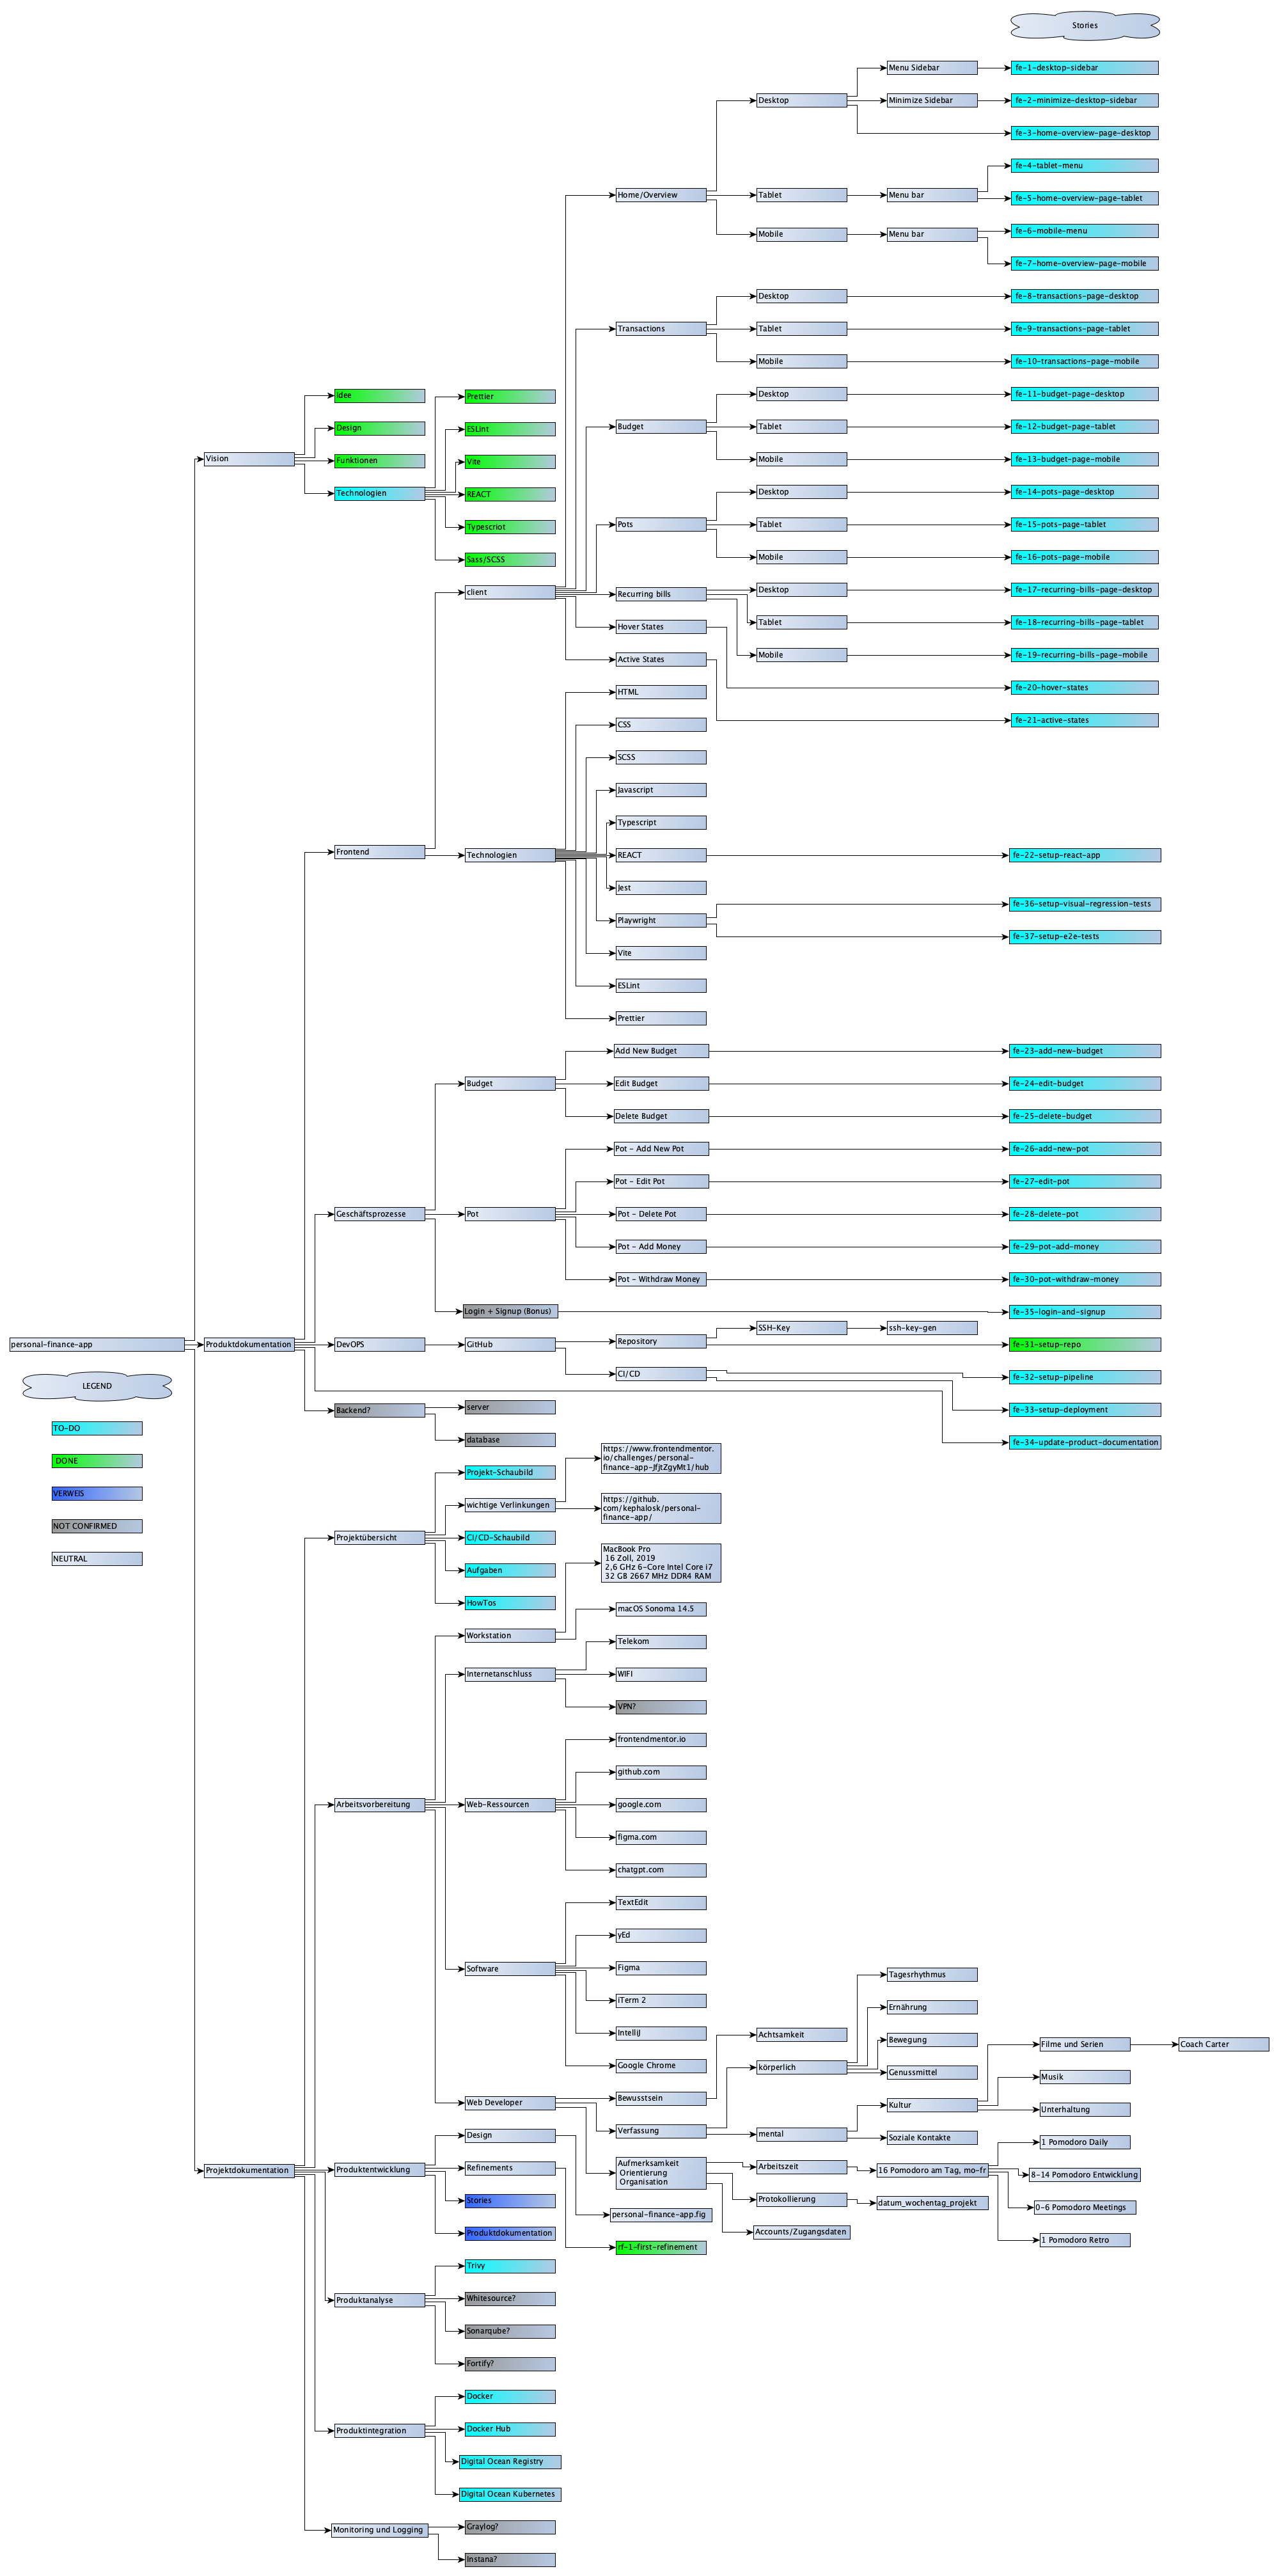 Stories
Menu Sidebar
fe-1-desktop-sidebar
Desktop
Minimize Sidebar
fe-2-minimize-desktop-sidebar
fe-3-home-overview-page-desktop
fe-4-tablet-menu
Home/Overview
Tablet
Menu bar
fe-5-home-overview-page-tablet
Mobile
Menu bar
fe-6-mobile-menu
fe-7-home-overview-page-mobile
Desktop
fe-8-transactions-page-desktop
Transactions
Tablet
fe-9-transactions-page-tablet
Mobile
fe-10-transactions-page-mobile
Idee
Prettier
Desktop
fe-11-budget-page-desktop
Design
ESLint
Budget
Tablet
fe-12-budget-page-tablet
Vision
Funktionen
Vite
Mobile
fe-13-budget-page-mobile
Technologien
REACT
Desktop
fe-14-pots-page-desktop
Typescriot
Pots
Tablet
fe-15-pots-page-tablet
Sass/SCSS
Mobile
fe-16-pots-page-mobile
client
Recurring bills
Desktop
fe-17-recurring-bills-page-desktop
Hover States
Tablet
fe-18-recurring-bills-page-tablet
Active States
Mobile
fe-19-recurring-bills-page-mobile
HTML
fe-20-hover-states
CSS
fe-21-active-states
SCSS
Javascript
Typescript
Frontend
Technologien
REACT
fe-22-setup-react-app
Jest
Playwright
fe-36-setup-visual-regression-tests
fe-37-setup-e2e-tests
Vite
ESLint
Prettier
Add New Budget
fe-23-add-new-budget
Budget
Edit Budget
fe-24-edit-budget
Delete Budget
fe-25-delete-budget
Pot - Add New Pot
fe-26-add-new-pot
Pot - Edit Pot
fe-27-edit-pot
Geschäftsprozesse
Pot
Pot - Delete Pot
fe-28-delete-pot
Pot - Add Money
fe-29-pot-add-money
Pot - Withdraw Money
fe-30-pot-withdraw-money
Login + Signup (Bonus)
fe-35-login-and-signup
SSH-Key
ssh-key-gen
personal-finance-app
Produktdokumentation
DevOPS
GitHub
Repository
fe-31-setup-repo
CI/CD
fe-32-setup-pipeline
LEGEND
Backend?
server
fe-33-setup-deployment
TO-DO
database
fe-34-update-product-documentation
DONE
Projekt-Schaubild
https://www.frontendmentor.
io/challenges/personal-
finance-app-JfjtZgyMt1/hub
VERWEIS
wichtige Verlinkungen
https://github.
com/kephalosk/personal-
finance-app/
NOT CONFIRMED
Projektübersicht
CI/CD-Schaubild
NEUTRAL
Aufgaben
MacBook Pro
16 Zoll, 2019
2,6 GHz 6-Core Intel Core i7
32 GB 2667 MHz DDR4 RAM
HowTos
macOS Sonoma 14.5
Workstation
Telekom
Internetanschluss
WIFI
VPN?
frontendmentor.io
github.com
Arbeitsvorbereitung
Web-Ressourcen
google.com
figma.com
chatgpt.com
TextEdit
yEd
Software
Figma
Tagesrhythmus
iTerm 2
Ernährung
IntelliJ
Achtsamkeit
Bewegung
Filme und Serien
Coach Carter
Google Chrome
körperlich
Genussmittel
Musik
Web Developer
Bewusstsein
Kultur
Unterhaltung
Design
Verfassung
mental
Soziale Kontakte
1 Pomodoro Daily
Projektdokumentation
Produktentwicklung
Refinements
Aufmerksamkeit
Orientierung
Organisation
Arbeitszeit
16 Pomodoro am Tag, mo-fr
8-14 Pomodoro Entwicklung
Stories
Protokollierung
datum_wochentag_projekt
0-6 Pomodoro Meetings
personal-finance-app.fig
Produktdokumentation
Accounts/Zugangsdaten
1 Pomodoro Retro
rf-1-first-refinement
Trivy
Produktanalyse
Whitesource?
Sonarqube?
Fortify?
Docker
Produktintegration
Docker Hub
Digital Ocean Registry
Digital Ocean Kubernetes
Monitoring und Logging
Graylog?
Instana?